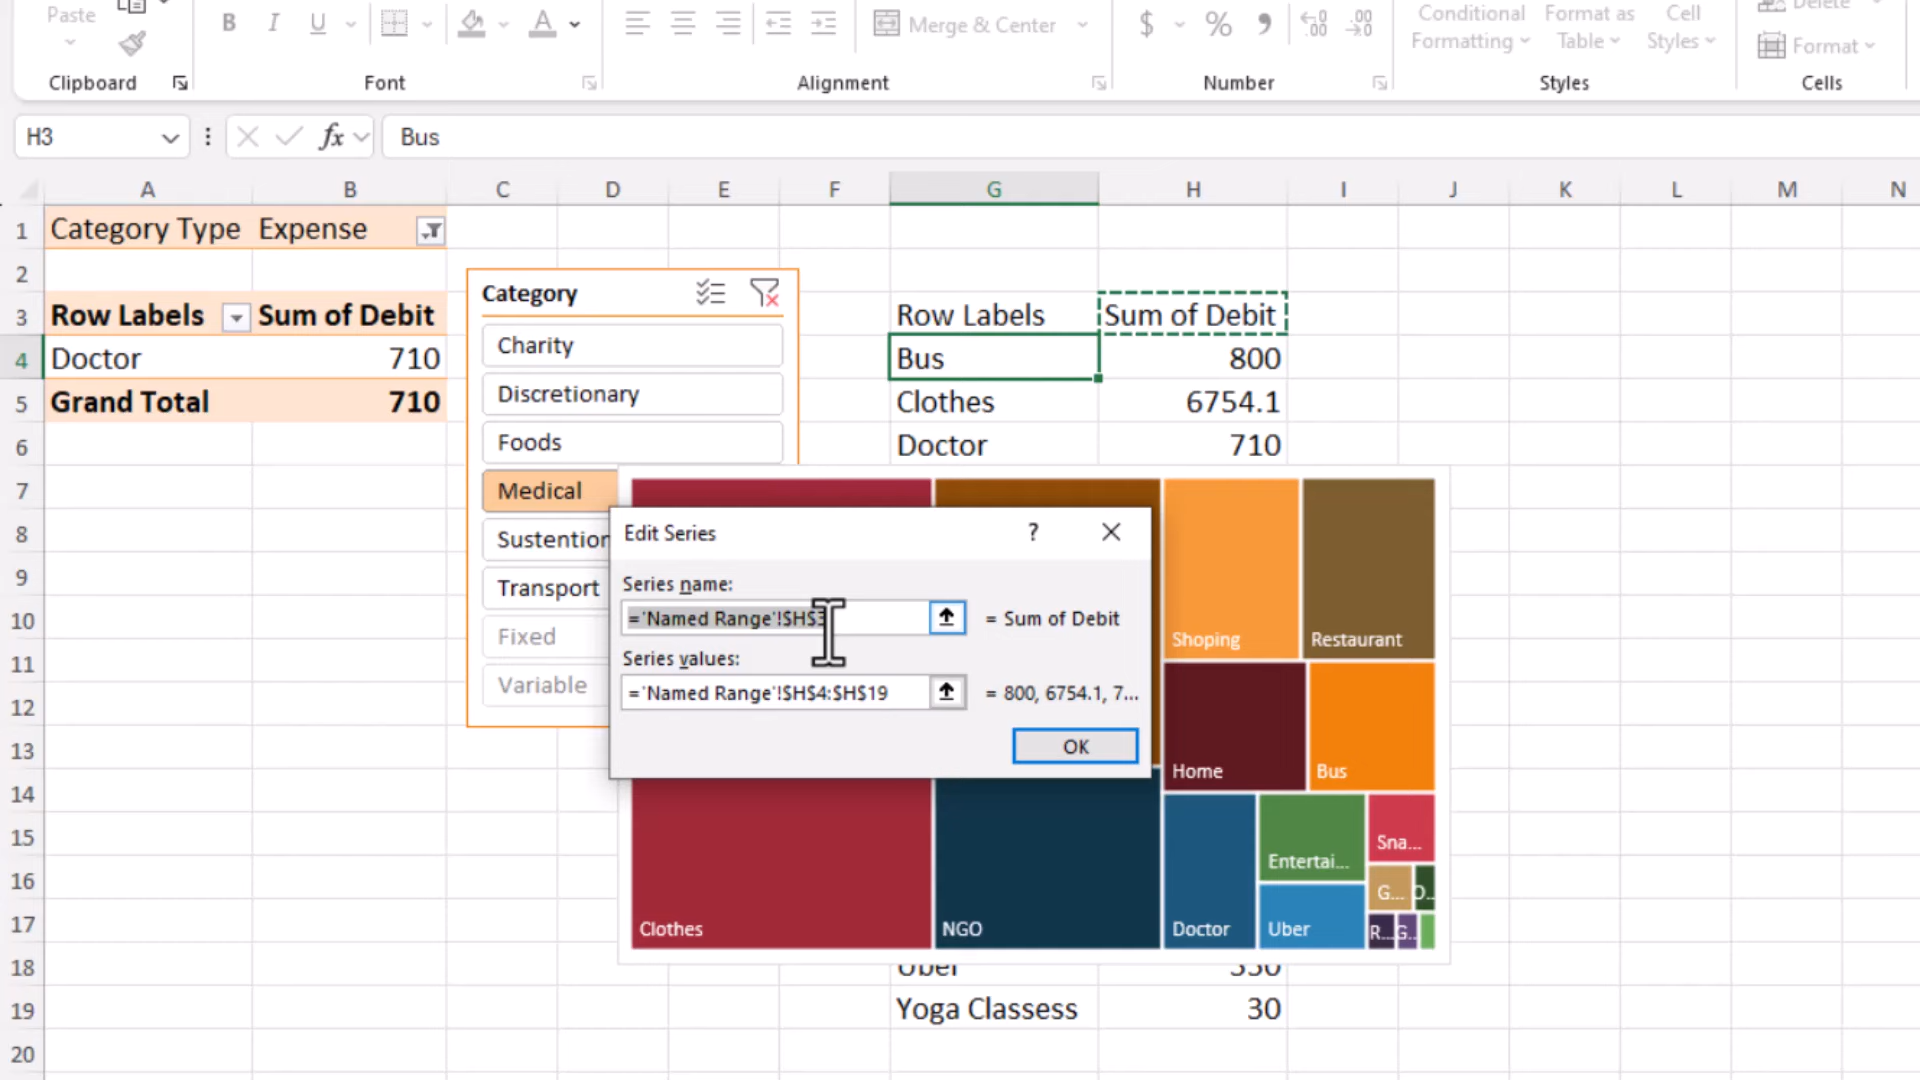 Paste
B I U
A
Merge & Center
$ % 9
Conditional Formatting
Format as Table
Cell Styles
Delete
Format
Clipboard
Font
Alignment
Number
Styles
Cells
H3
fx
Bus
A B C D E F G H I J K L M N
1 Category Type Expense
2
3 Row Labels Sum of Debit Row Labels Sum of Debit
4 Doctor 710 Bus 800
5 Grand Total 710 Clothes 6754.1
6 Doctor 710
7
8
9
10
11
12
13
14
15
16
17
18 Uber 350
19 Yoga Classess 30
20
Category
Charity
Discretionary
Foods
Medical
Sustention
Transport
Fixed
Variable
Edit Series
?
Series name:
='Named Range'!$H$3
= Sum of Debit
Series values:
='Named Range'!$H$4:$H$19
= 800, 6754.1, 7...
OK
Shoping
Restaurant
Home
Bus
Clothes
NGO
Doctor
Entertai...
Uber
Sna...
G...
R...
G..